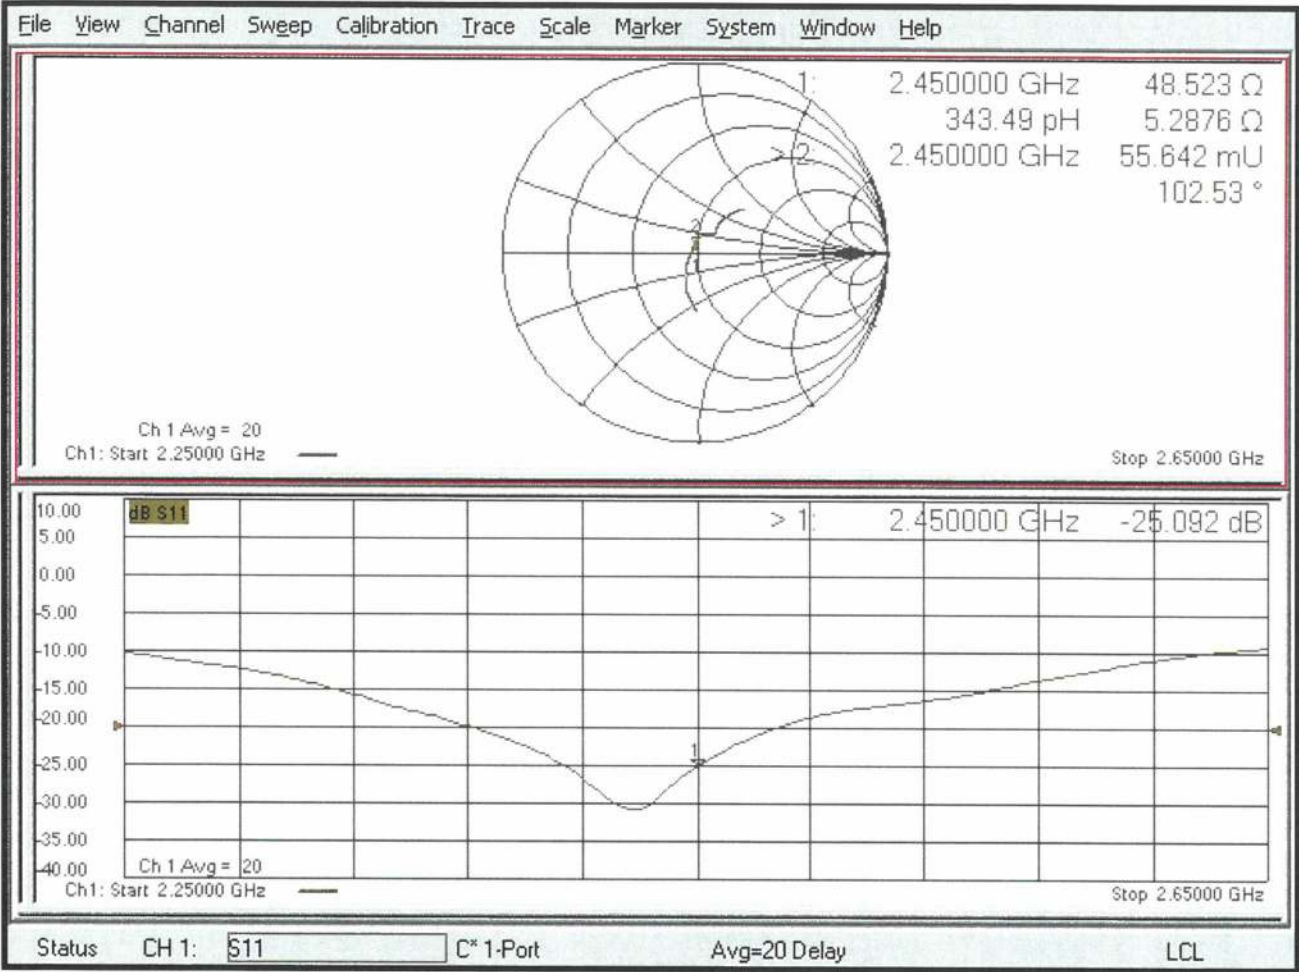 File View Channel Sweep Calibration Trace Scale Marker System Window Help
1: 2.450000 GHz 48.523 Ω
343.49 pH 5.2876 Ω
> 2: 2.450000 GHz 55.642 mU
102.53 °
2
1
Ch 1 Avg = 20
Ch1: Start 2.25000 GHz
Stop 2.65000 GHz
dB S11
> 1: 2.450000 GHz -25.092 dB
10.00
5.00
0.00
-5.00
-10.00
-15.00
-20.00
-25.00
-30.00
-35.00
-40.00
1
Ch 1 Avg = 20
Ch1: Start 2.25000 GHz
Stop 2.65000 GHz
Status CH 1: S11 C* 1-Port Avg=20 Delay LCL